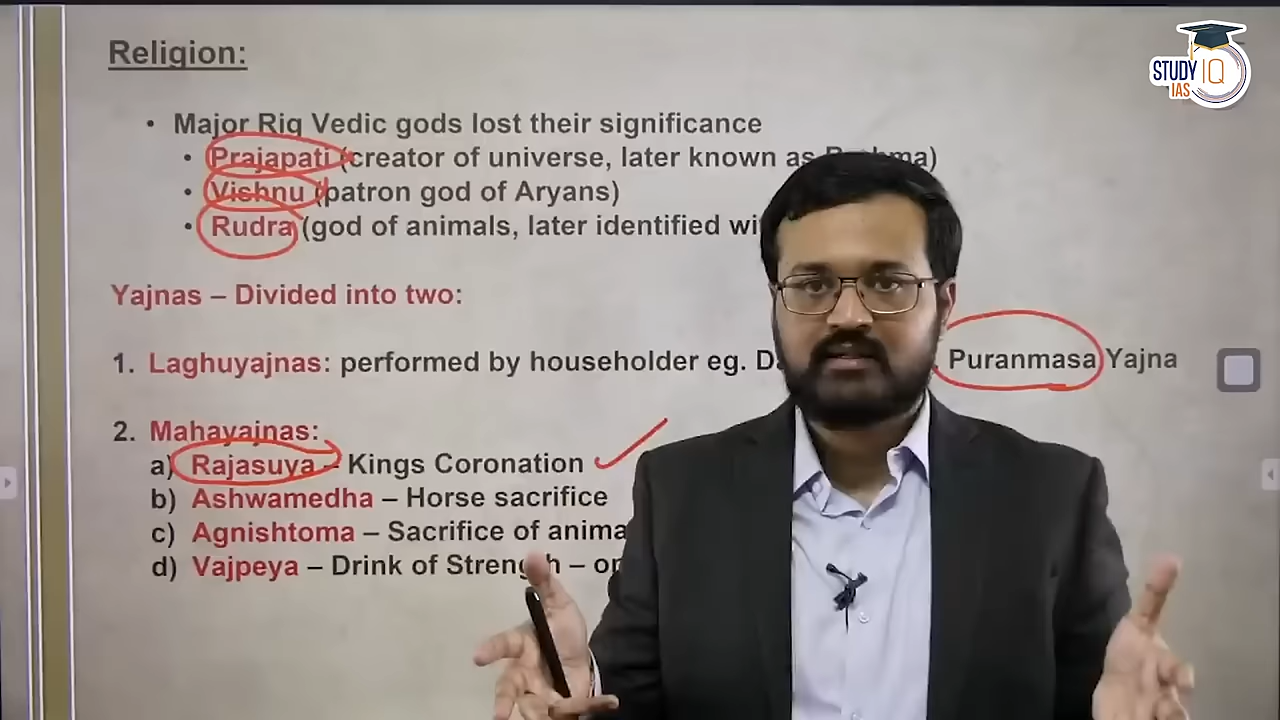 STUDY IQ
IAS
Religion:
• Major Rig Vedic gods lost their significance
• Prajapati (creator of universe, later known as
• Vishnu (patron god of Aryans)
• Rudra (god of animals, later identified
Yajnas – Divided into two:
1. Laghuyajnas: performed by householder eg. Puranmasa Yajna
2. Mahayajnas:
a) Rajasuya – Kings Coronation
b) Ashwamedha – Horse sacrifice
c) Agnishtoma – Sacrifice of
d) Vajpeya – Drink of Strength –